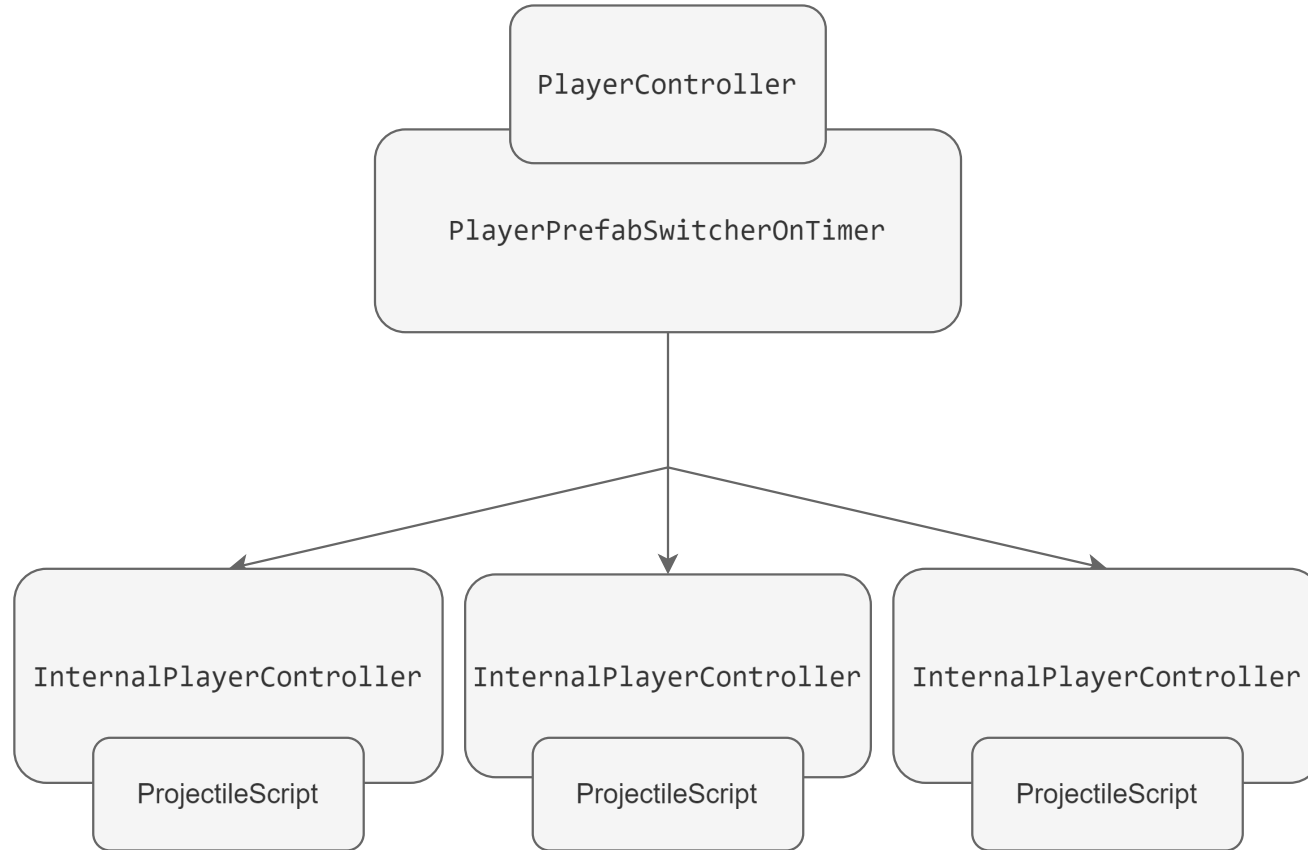 PlayerController
PlayerPrefabSwitcherOnTimer
InternalPlayerController
InternalPlayerController
InternalPlayerController
ProjectileScript
ProjectileScript
ProjectileScript